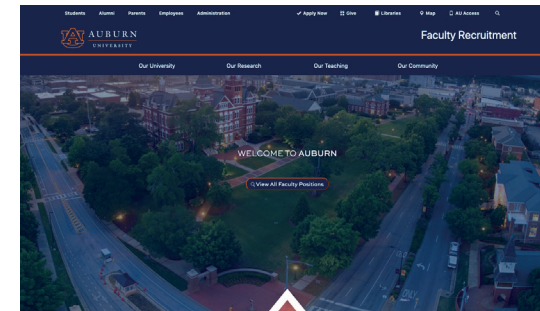 Students Alumni Parents Employees Administration Apply Now Give Libraries Map AU Access
AUBURN
UNIVERSITY
Faculty Recruitment
Our University Our Research Our Teaching Our Community
WELCOME TO AUBURN
View All Faculty Positions